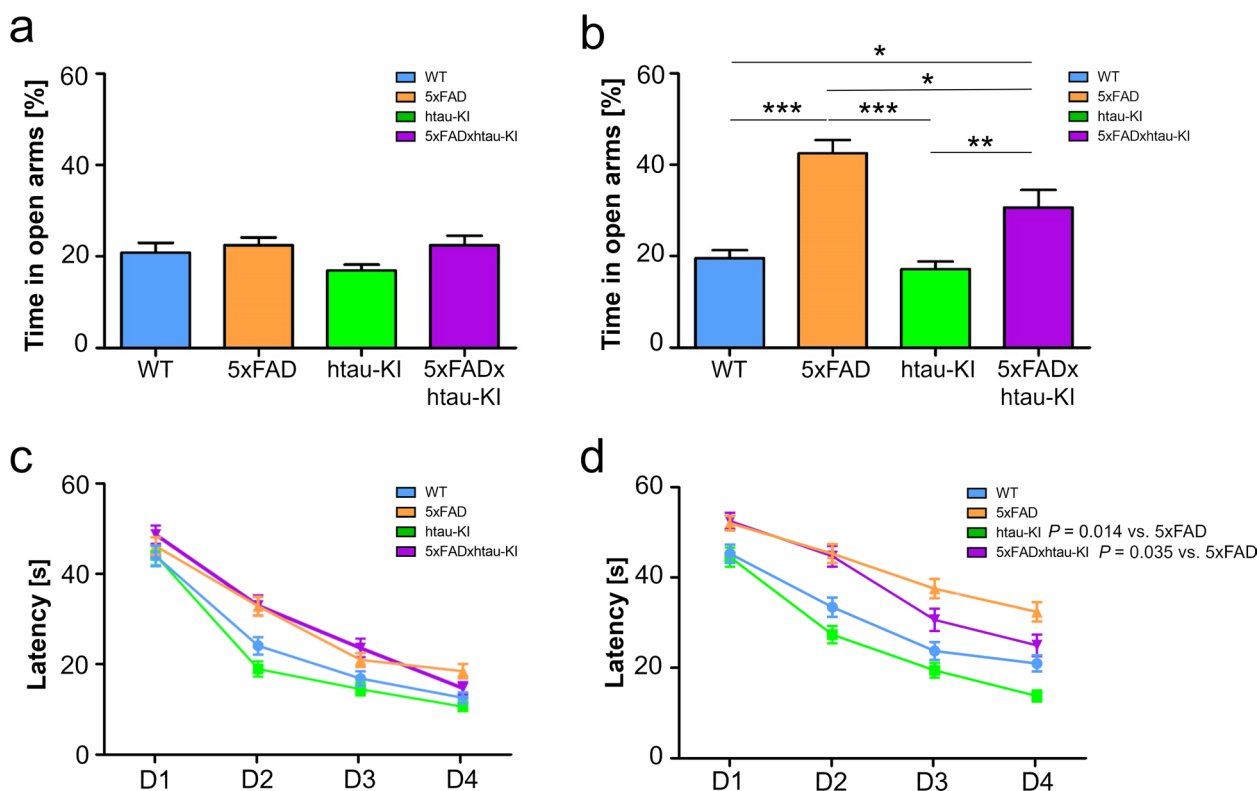 a
Time in open arms [%]
60
40
20
0
WT
5xFAD
htau-KI
5xFADxhtau-KI
WT
5xFAD
htau-KI
5xFADx
htau-KI
b
Time in open arms [%]
60
40
20
0
*
*
***
***
**
WT
5xFAD
htau-KI
5xFADxhtau-KI
WT
5xFAD
htau-KI
5xFADx
htau-KI
c
Latency [s]
60
40
20
0
WT
5xFAD
htau-KI
5xFADxhtau-KI
D1
D2
D3
D4
d
Latency [s]
60
40
20
0
WT
5xFAD
htau-KI P = 0.014 vs. 5xFAD
5xFADxhtau-KI P = 0.035 vs. 5xFAD
D1
D2
D3
D4